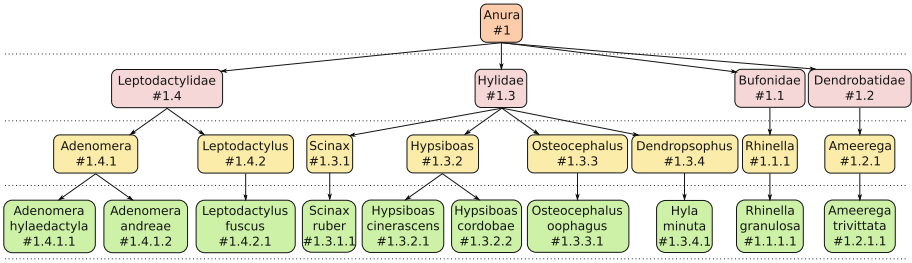 Anura
#1
Leptodactylidae
#1.4
Hylidae
#1.3
Bufonidae
#1.1
Dendrobatidae
#1.2
Adenomera
#1.4.1
Leptodactylus
#1.4.2
Scinax
#1.3.1
Hypsiboas
#1.3.2
Osteocephalus
#1.3.3
Dendropsophus
#1.3.4
Rhinella
#1.1.1
Ameerega
#1.2.1
Adenomera
hylaedactyla
#1.4.1.1
Adenomera
andreae
#1.4.1.2
Leptodactylus
fuscus
#1.4.2.1
Scinax
ruber
#1.3.1.1
Hypsiboas
cinerascens
#1.3.2.1
Hypsiboas
cordobae
#1.3.2.2
Osteocephalus
oophagus
#1.3.3.1
Hyla
minuta
#1.3.4.1
Rhinella
granulosa
#1.1.1.1
Ameerega
trivittata
#1.2.1.1